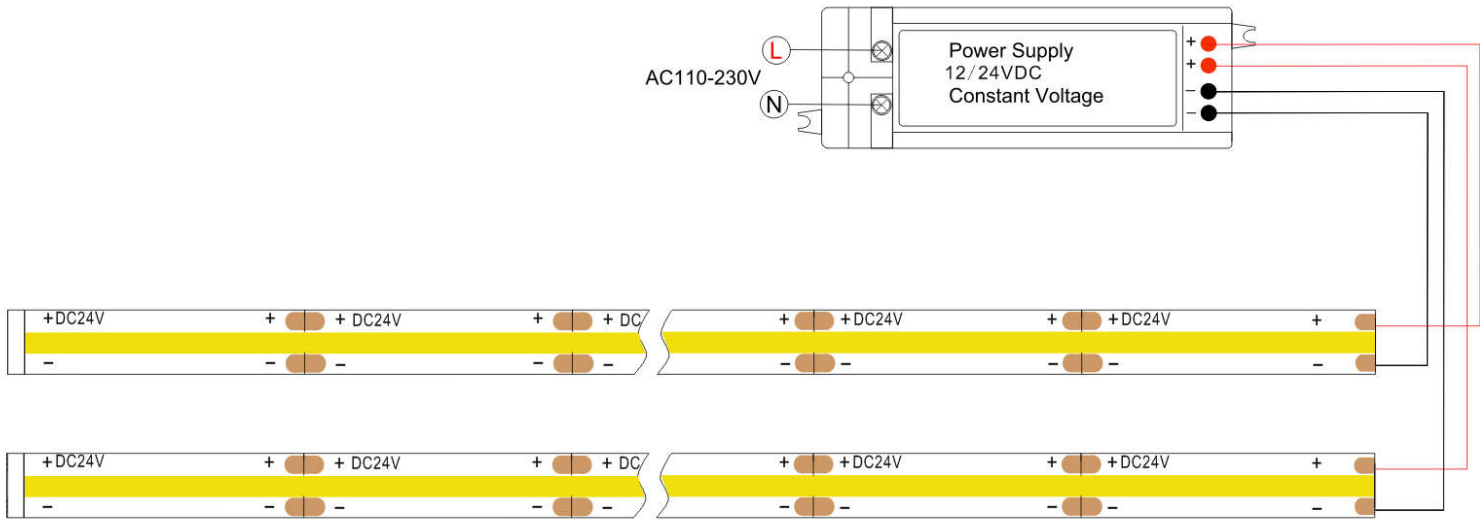 L
AC110-230V
N
Power Supply
12/24VDC
Constant Voltage
+
+
−
−
+DC24V + + DC24V + + DC + +DC24V + +DC24V +
− − − − − − − − − −
+DC24V + + DC24V + + DC + +DC24V + +DC24V +
− − − − − − − − − −